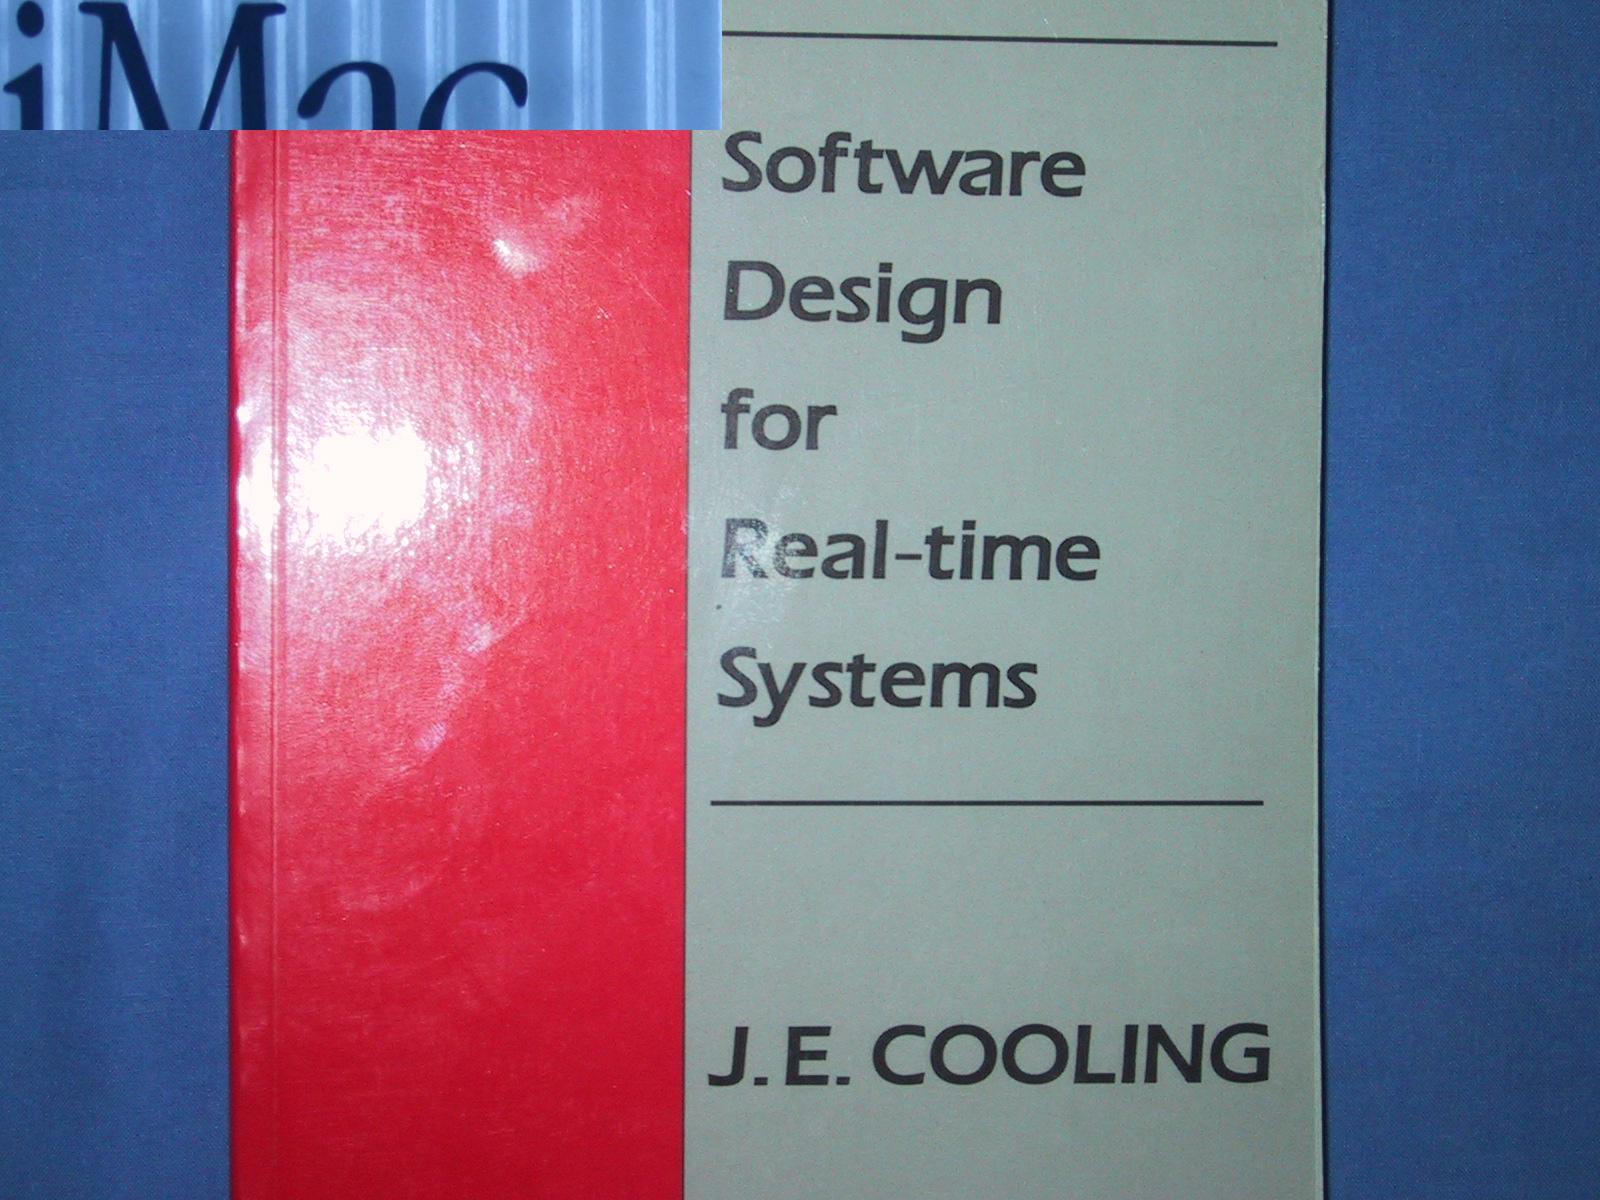 iMac
Software
Design
for
Real-time
Systems
J. E. COOLING